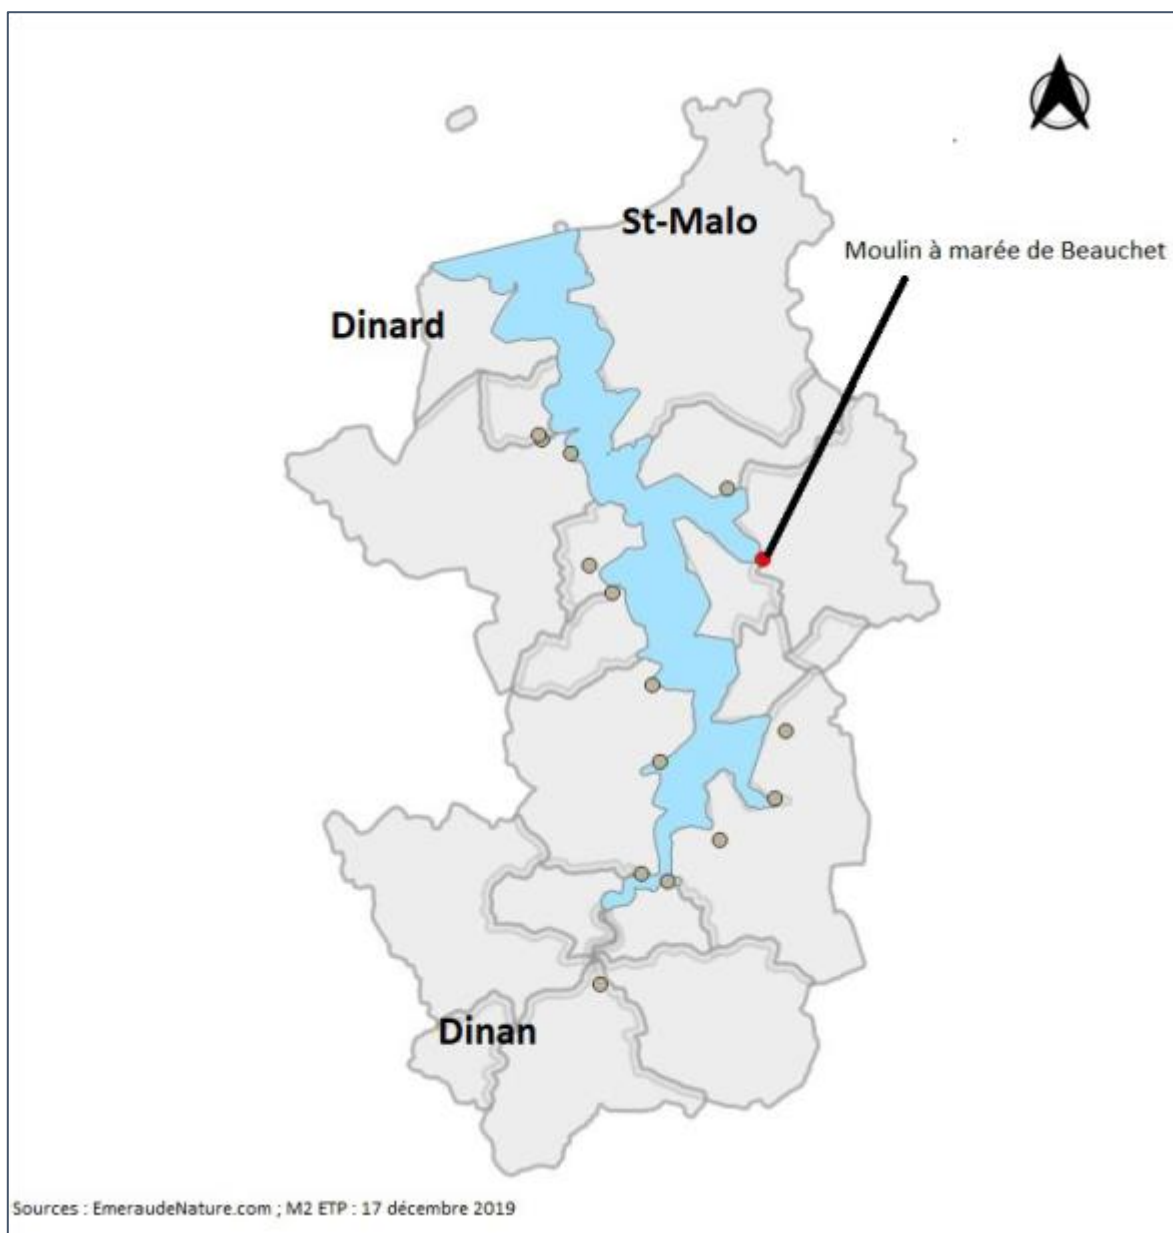 St-Malo
Moulin à marée de Beauchet
Dinard
Dinan
Sources : EmeraudeNature.com ; M2 ETP : 17 décembre 2019